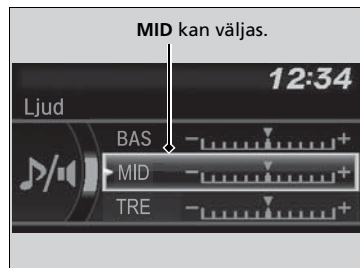 MID kan väljas.
12:34
Ljud
BAS − +
MID − +
TRE − +